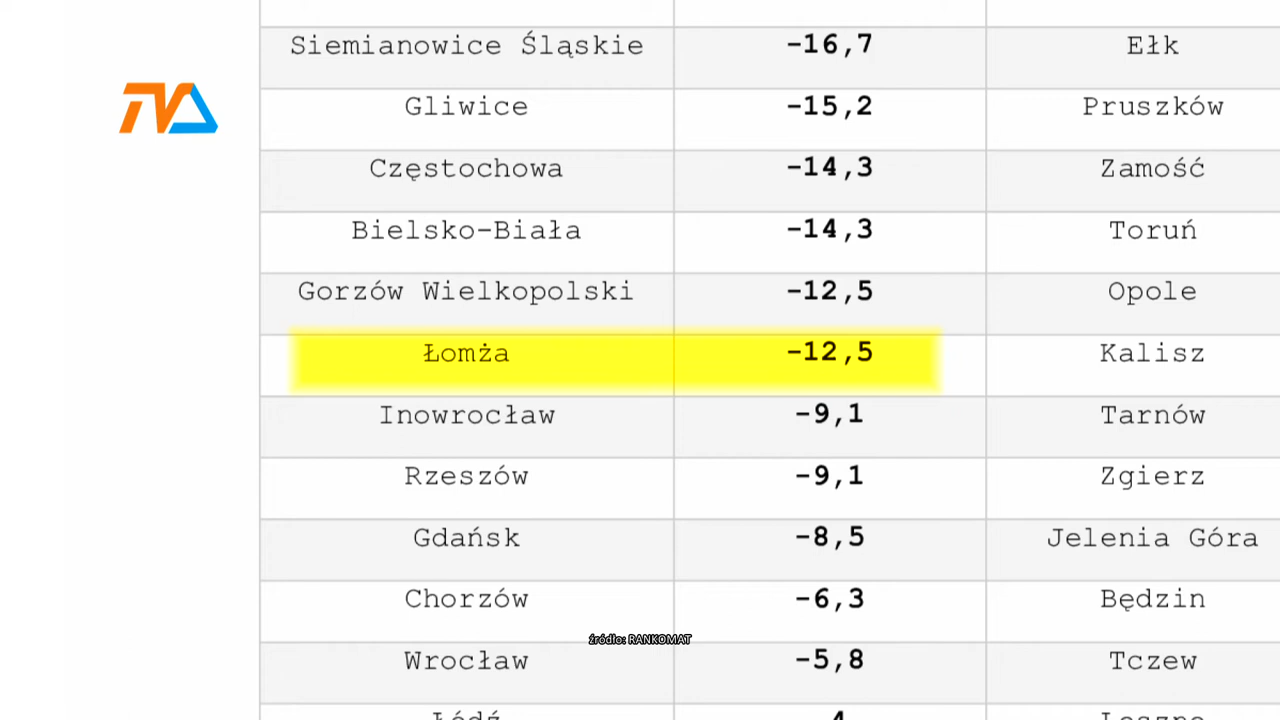 Siemianowice Śląskie -16,7 Ełk
TVA
Gliwice -15,2 Pruszków
Częstochowa -14,3 Zamość
Bielsko-Biała -14,3 Toruń
Gorzów Wielkopolski -12,5 Opole
Łomża -12,5 Kalisz
Inowrocław -9,1 Tarnów
Rzeszów -9,1 Zgierz
Gdańsk -8,5 Jelenia Góra
Chorzów -6,3 Będzin
źródło: RANKOMAT
Wrocław -5,8 Tczew